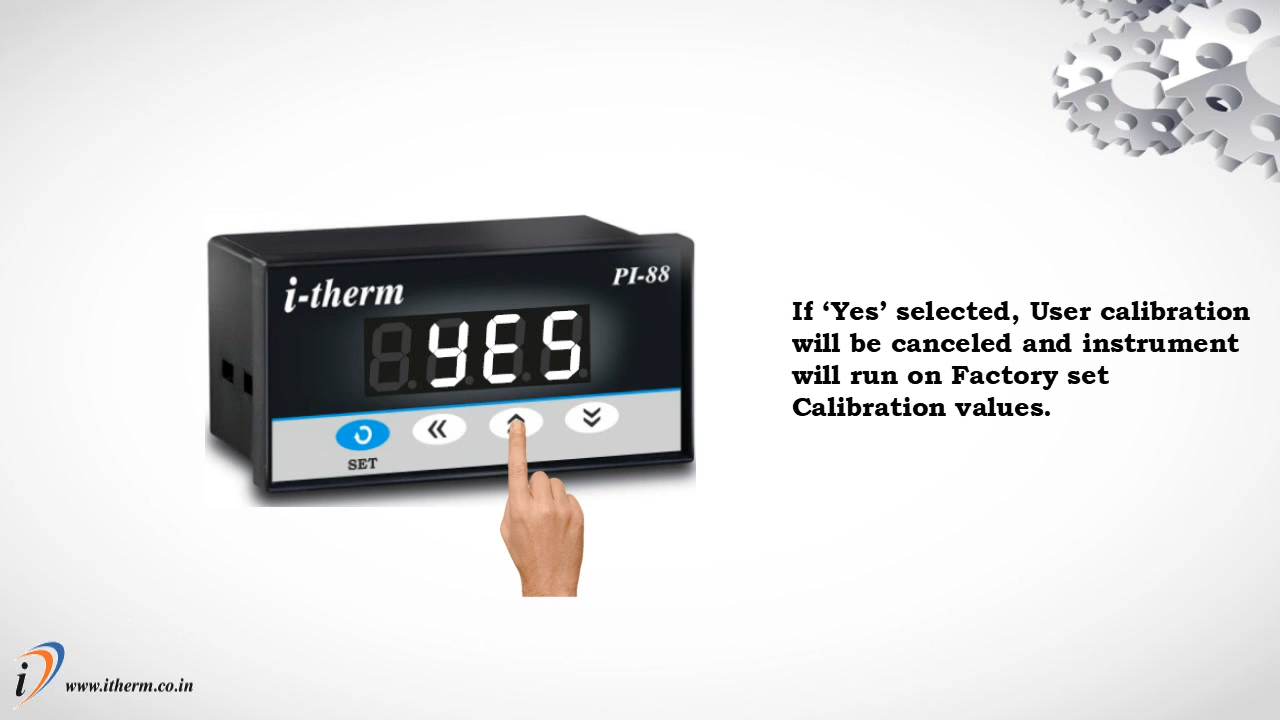 i-therm
PI-88
YES
SET
If ‘Yes’ selected, User calibration
will be canceled and instrument
will run on Factory set
Calibration values.
i
www.itherm.co.in